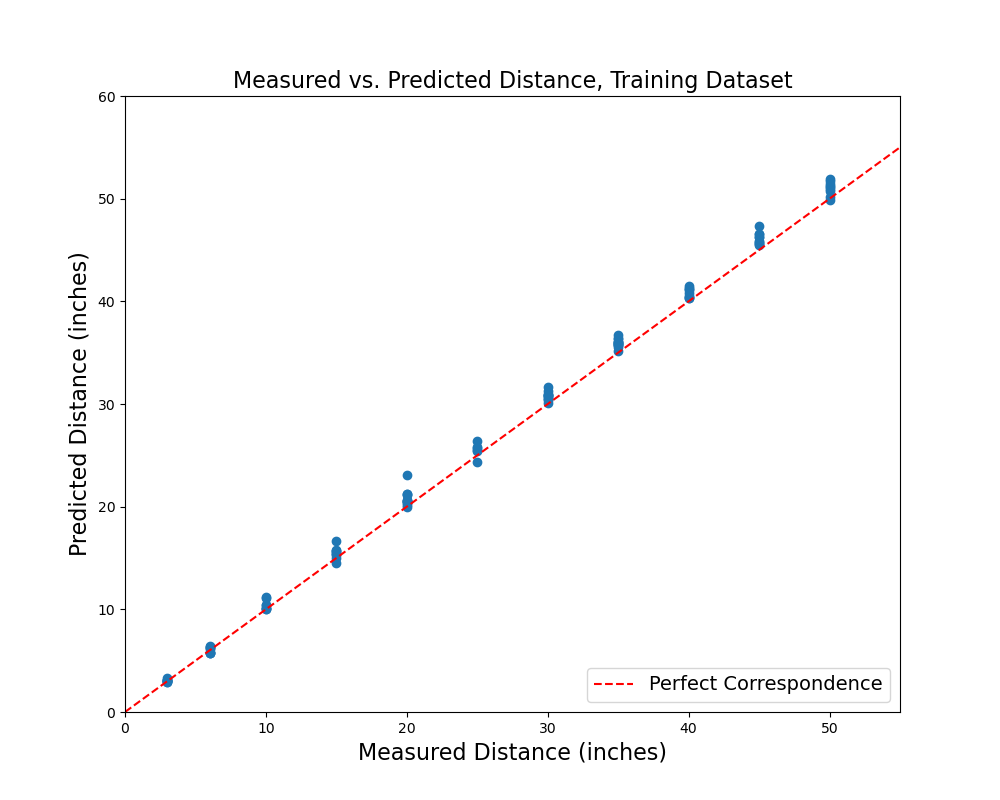 Measured vs. Predicted Distance, Training Dataset
60
50
40
30
20
10
0
Predicted Distance (inches)
Perfect Correspondence
0 10 20 30 40 50
Measured Distance (inches)